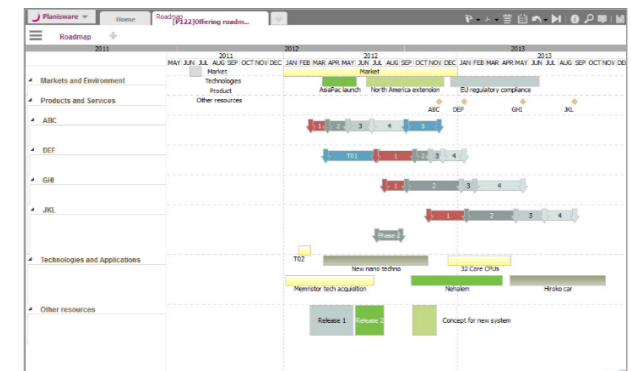 Planisware
Home
Roadmap
[P122]Offering roadm...
Roadmap
2011 2012 2013
2011 2012 2013
MAY JUN JUL AUG SEP OCT NOV DEC JAN FEB MAR APR MAY JUN JUL AUG SEP OCT NOV DEC JAN FEB MAR APR MAY JUN JUL AUG SEP OCT NOV DE
Market Market
Markets and Environment Technologies
Product AsiaPac launch North America extension EU regulatory compliance
Products and Services Other resources
ABC DEF GHI JKL
ABC 1 2 3 4 5
DEF T01 1 2 3 4
GHI 1 2 3 4
JKL 1 2 3 4
Phase 1
Technologies and Applications T02
New nano techno 32 Core CPUs
Memristor tech acquisition Nehalem Hiroko car
Other resources
Release 1 Release 2 Concept for new system